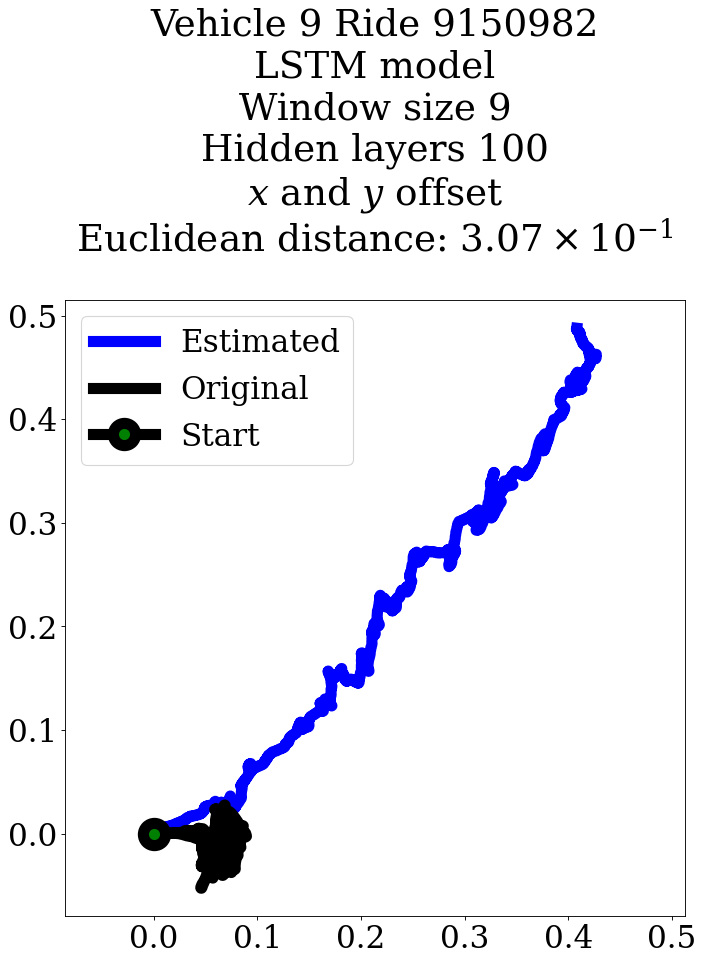 Vehicle 9 Ride 9150982
LSTM model
Window size 9
Hidden layers 100
x and y offset
Euclidean distance: 3.07 × 10⁻¹
Estimated
Original
Start
0.5
0.4
0.3
0.2
0.1
0.0
0.0 0.1 0.2 0.3 0.4 0.5